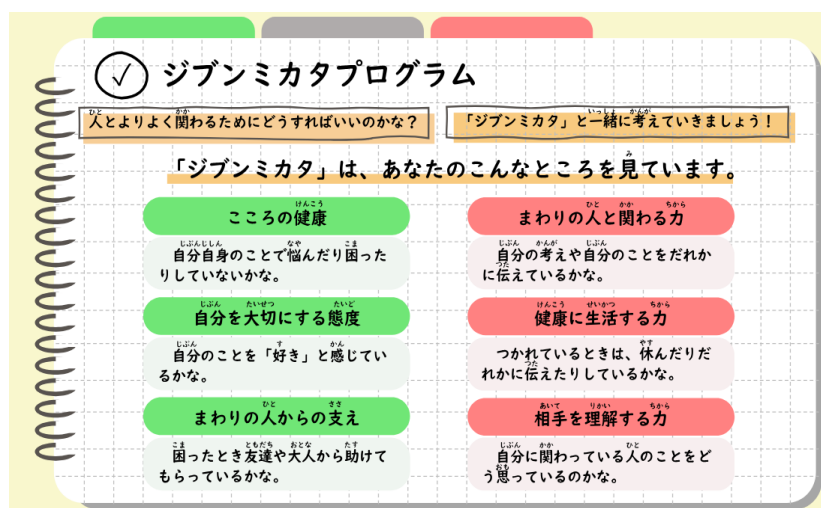 ジブンミカタプログラム
人とよりよく関わるためにどうすればいいのかな？
「ジブンミカタ」と一緒に考えていきましょう！
「ジブンミカタ」は、あなたのこんなところを見ています。
こころの健康
自分自身のことで悩んだり困った
りしていないかな。
自分を大切にする態度
自分のことを「好き」と感じてい
るかな。
まわりの人からの支え
困ったとき友達や大人から助けて
もらっているかな。
まわりの人と関わる力
自分の考えや自分のことをだれか
に伝えているかな。
健康に生活する力
つかれているときは、休んだりだ
れかに伝えたりしているかな。
相手を理解する力
自分に関わっている人のことをど
う思っているのかな。